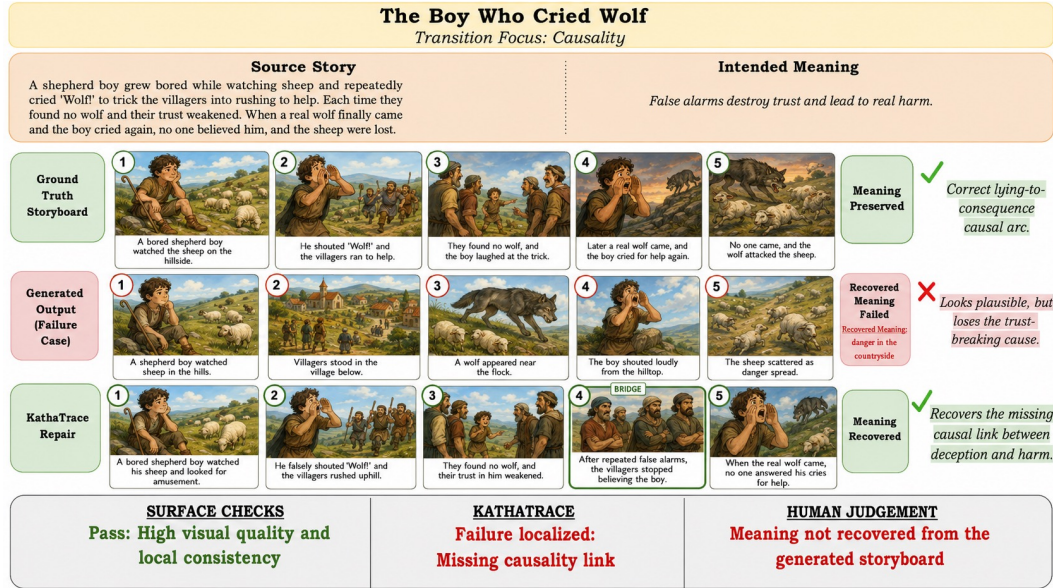 The Boy Who Cried Wolf
Transition Focus: Causality
Source Story
A shepherd boy grew bored while watching sheep and repeatedly
cried 'Wolf!' to trick the villagers into rushing to help. Each time they
found no wolf and their trust weakened. When a real wolf finally came
and the boy cried again, no one believed him, and the sheep were lost.
Intended Meaning
False alarms destroy trust and lead to real harm.
Ground
Truth
Storyboard
1
A bored shepherd boy
watched the sheep on the
hillside.
2
He shouted 'Wolf!' and
the villagers ran to help.
3
They found no wolf, and
the boy laughed at the trick.
4
Later a real wolf came, and
the boy cried for help again.
5
No one came, and the
wolf attacked the sheep.
Meaning
Preserved
Correct lying-to-
consequence
causal arc.
Generated
Output
(Failure
Case)
1
A shepherd boy watched
sheep in the hills.
2
Villagers stood in the
village below.
3
A wolf appeared near
the flock.
4
The boy shouted loudly
from the hilltop.
5
The sheep scattered as
danger spread.
Recovered
Meaning
Failed
Recovered Meaning:
danger in the
countryside
Looks plausible, but
loses the trust-
breaking cause.
KathaTrace
Repair
1
A bored shepherd boy watched
his sheep and looked for
amusement.
2
He falsely shouted 'Wolf!' and
the villagers rushed uphill.
3
They found no wolf, and
their trust in him weakened.
BRIDGE
4
After repeated false alarms,
the villagers stopped
believing the boy.
5
When the real wolf came,
no one answered his cries
for help.
Meaning
Recovered
Recovers the missing
causal link between
deception and harm.
SURFACE CHECKS
Pass: High visual quality and
local consistency
KATHATRACE
Failure localized:
Missing causality link
HUMAN JUDGEMENT
Meaning not recovered from the
generated storyboard